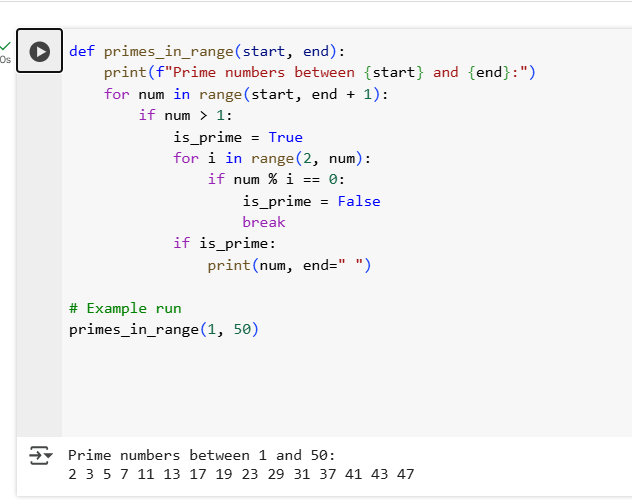 def primes_in_range(start, end):
    print(f"Prime numbers between {start} and {end}:")
    for num in range(start, end + 1):
        if num > 1:
            is_prime = True
            for i in range(2, num):
                if num % i == 0:
                    is_prime = False
                    break
            if is_prime:
                print(num, end=" ")
# Example run
primes_in_range(1, 50)
Prime numbers between 1 and 50:
2 3 5 7 11 13 17 19 23 29 31 37 41 43 47